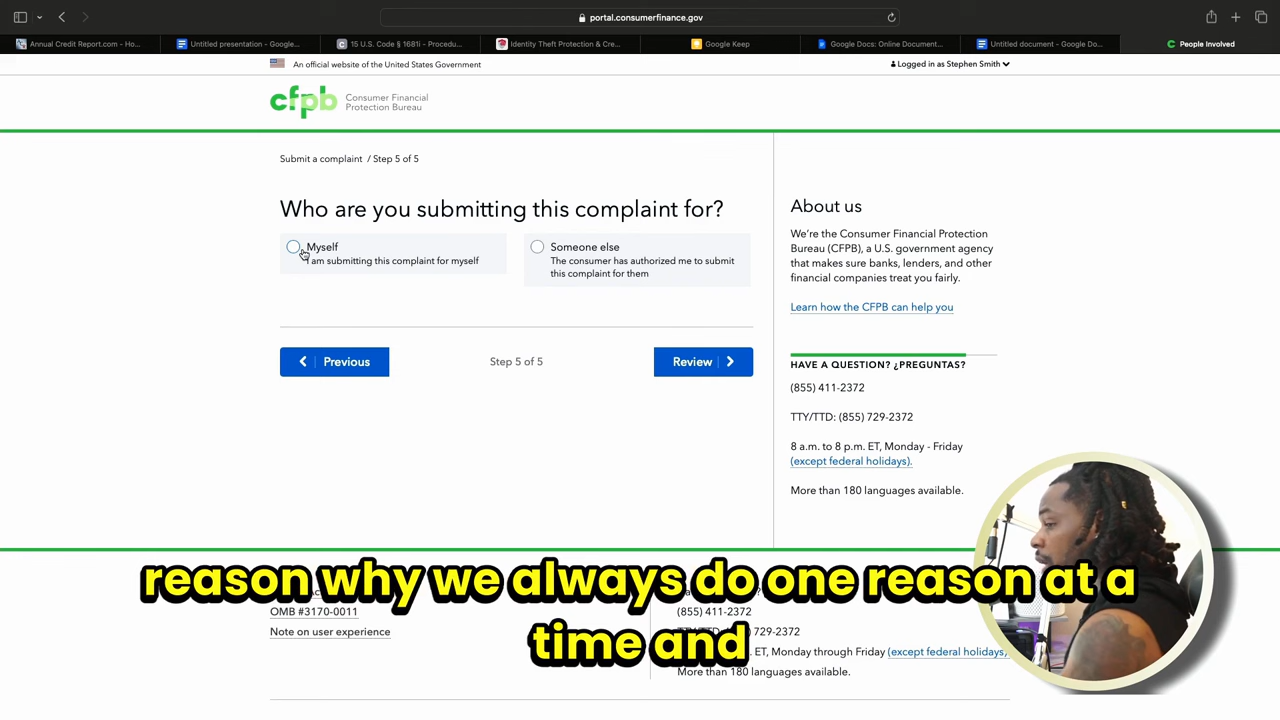 portal.consumerfinance.gov
Annual Credit Report.com - Ho...
Untitled presentation - Google...
15 U.S. Code § 1681i - Procedu...
Identity Theft Protection & Cre...
Google Keep
Google Docs: Online Document...
Untitled document - Google Do...
People Involved
An official website of the United States Government
Logged in as Stephen Smith
cfpb
Consumer Financial
Protection Bureau
Submit a complaint / Step 5 of 5
Who are you submitting this complaint for?
Myself
I am submitting this complaint for myself
Someone else
The consumer has authorized me to submit
this complaint for them
Previous
Step 5 of 5
Review
About us
We're the Consumer Financial Protection
Bureau (CFPB), a U.S. government agency
that makes sure banks, lenders, and other
financial companies treat you fairly.
Learn how the CFPB can help you
HAVE A QUESTION? ¿PREGUNTAS?
(855) 411-2372
TTY/TTD: (855) 729-2372
8 a.m. to 8 p.m. ET, Monday - Friday
(except federal holidays).
More than 180 languages available.
reason why we always do one reason at a
time and
OMB #3170-0011
Note on user experience
(855) 411-2372
729-2372
ET, Monday through Friday (except federal holidays).
More than 180 languages available.